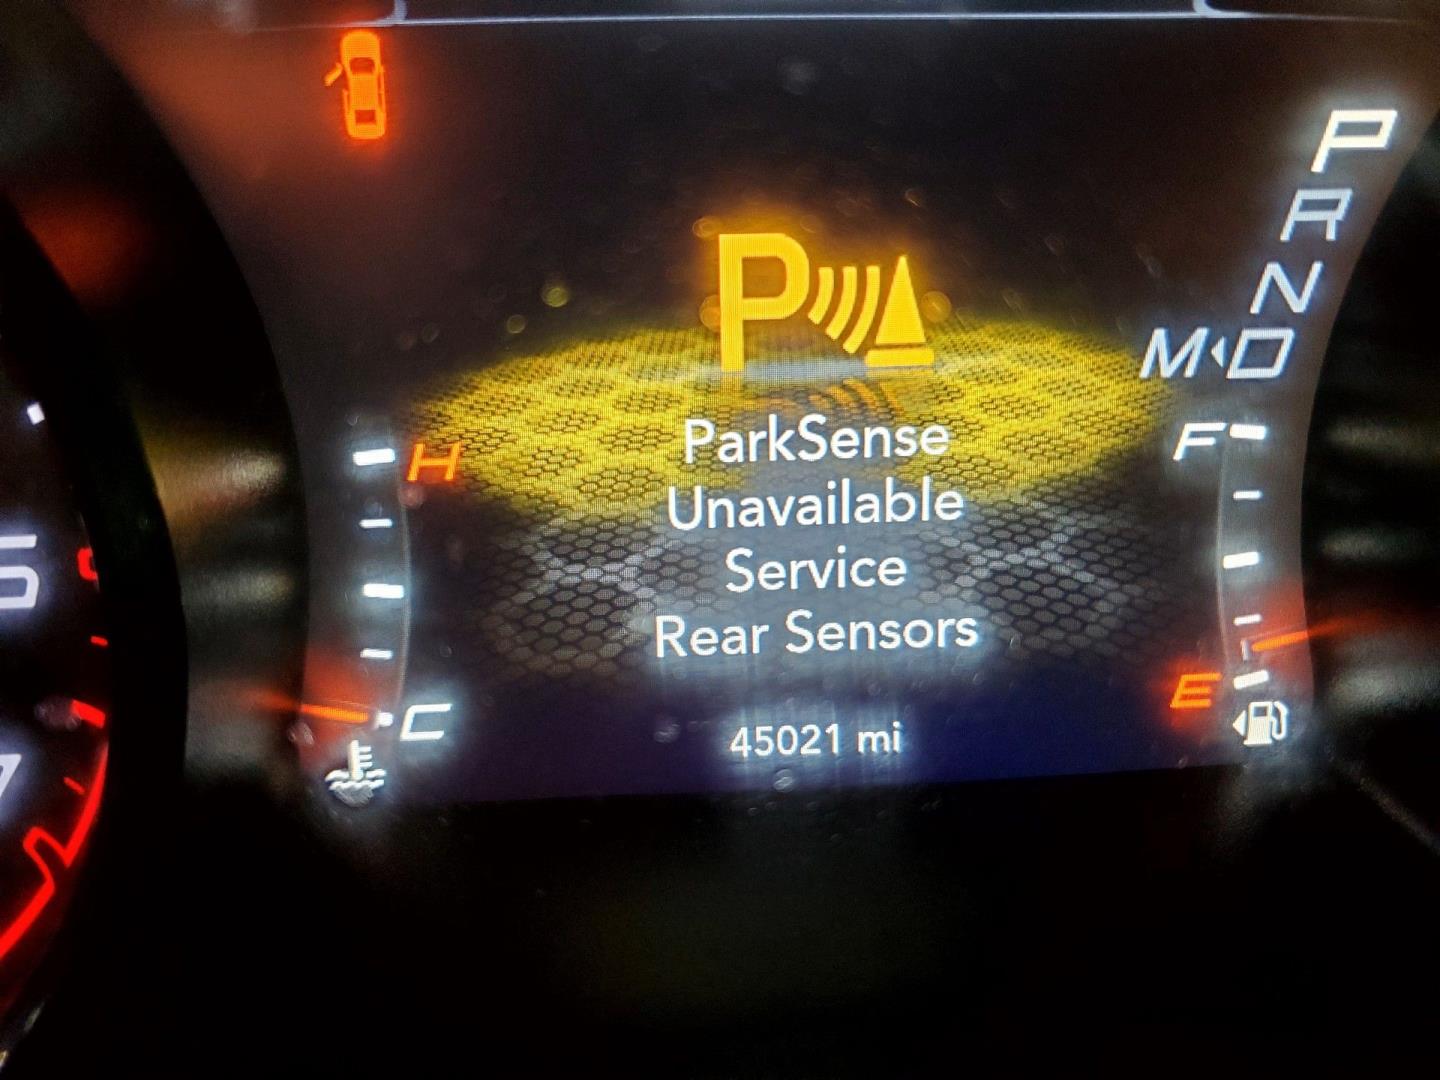 P
P
R
N
M D
H
F
ParkSense
Unavailable
Service
Rear Sensors
C
E
45021 mi